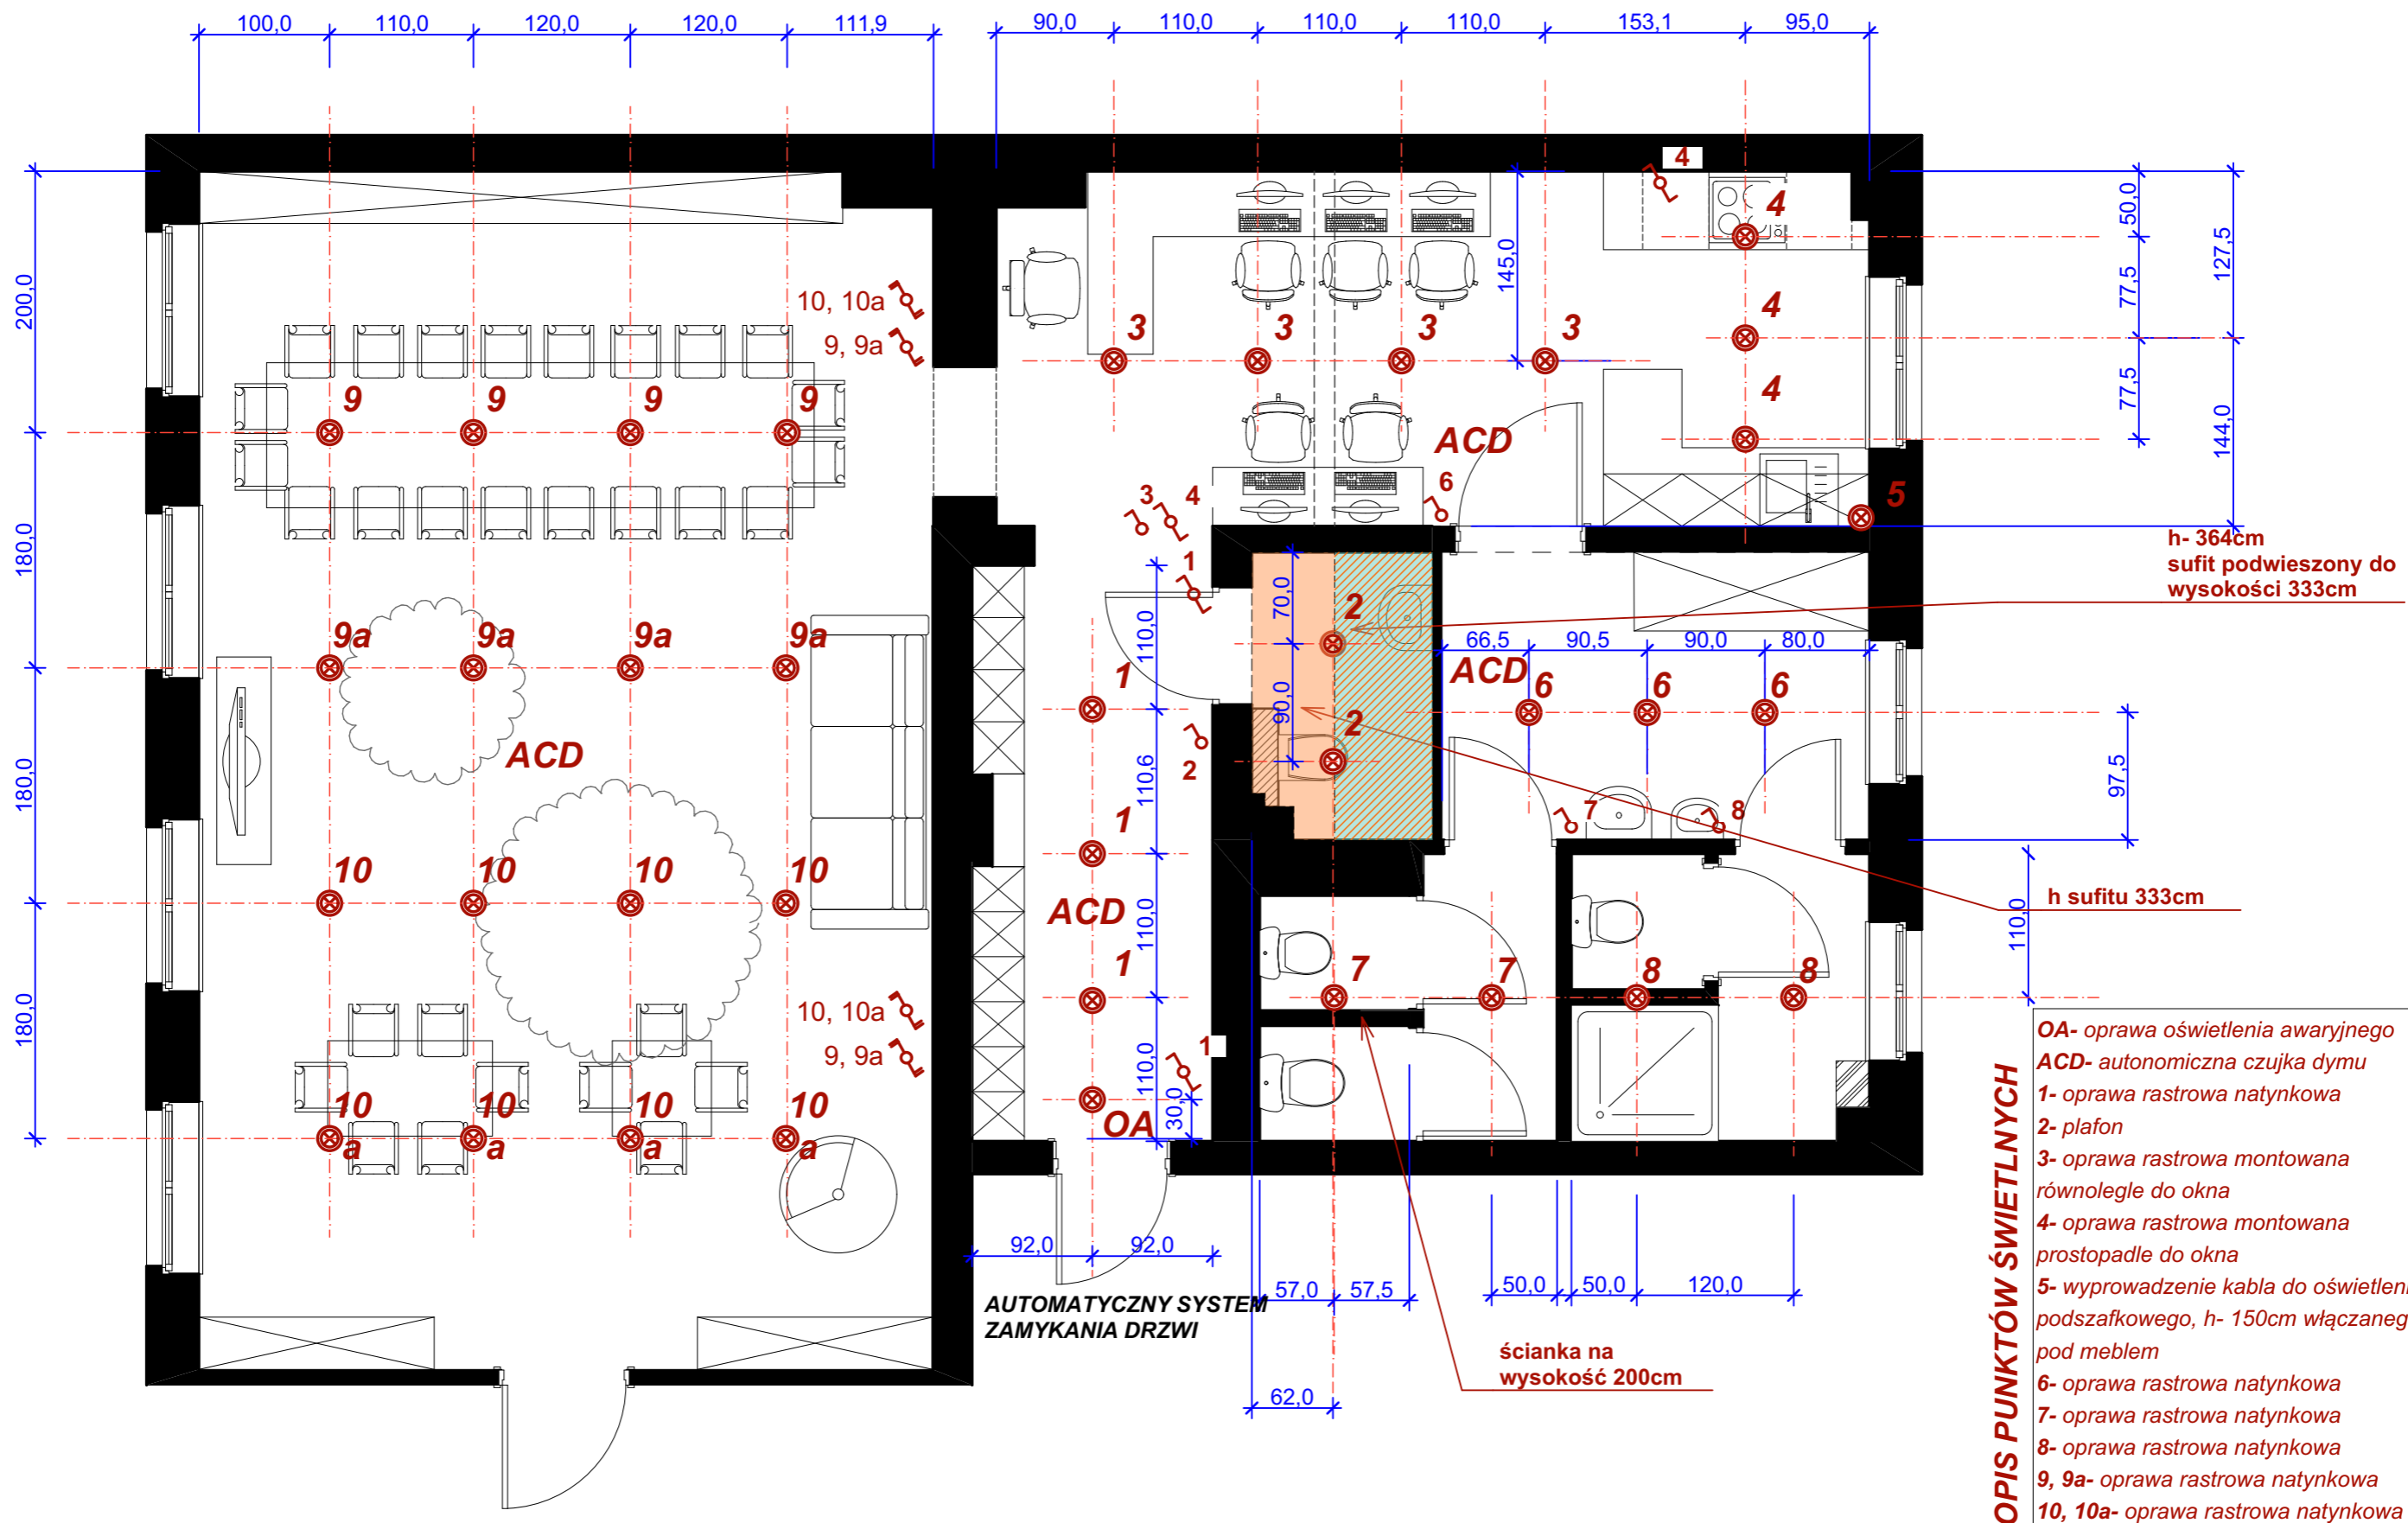 100,0 110,0 120,0 120,0 111,9 90,0 110,0 110,0 110,0 153,1 95,0
4
50,0
127,5
4
145,0
77,5
200,0
10, 10a
9, 9a
3 3 3 3
4
4
77,5
144,0
9 9 9 9
ACD
3 4
6
5
h- 364cm
sufit podwieszony do
wysokości 333cm
180,0
1
70,0
2
110,0
9a 9a 9a 9a
66,5 90,5 90,0 80,0
ACD
1
6 6 6
90,0
2
ACD
2
110,6
180,0
97,5
7 8
1
10 10 10 10
ACD
h sufitu 333cm
110,0
110,0
1
7 7 8 8
10, 10a
9, 9a
180,0
1
110,0
30,0
OA
10 10 10 10
a a a a
92,0 92,0
57,0 57,5 50,0 50,0 120,0
AUTOMATYCZNY SYSTEM
ZAMYKANIA DRZWI
ścianka na
wysokość 200cm
62,0
OPIS PUNKTÓW ŚWIETLNYCH
OA- oprawa oświetlenia awaryjnego
ACD- autonomiczna czujka dymu
1- oprawa rastrowa natynkowa
2- plafon
3- oprawa rastrowa montowana
równolegle do okna
4- oprawa rastrowa montowana
prostopadle do okna
5- wyprowadzenie kabla do oświetleni
podszafkowego, h- 150cm włączaneg
pod meblem
6- oprawa rastrowa natynkowa
7- oprawa rastrowa natynkowa
8- oprawa rastrowa natynkowa
9, 9a- oprawa rastrowa natynkowa
10, 10a- oprawa rastrowa natynkowa